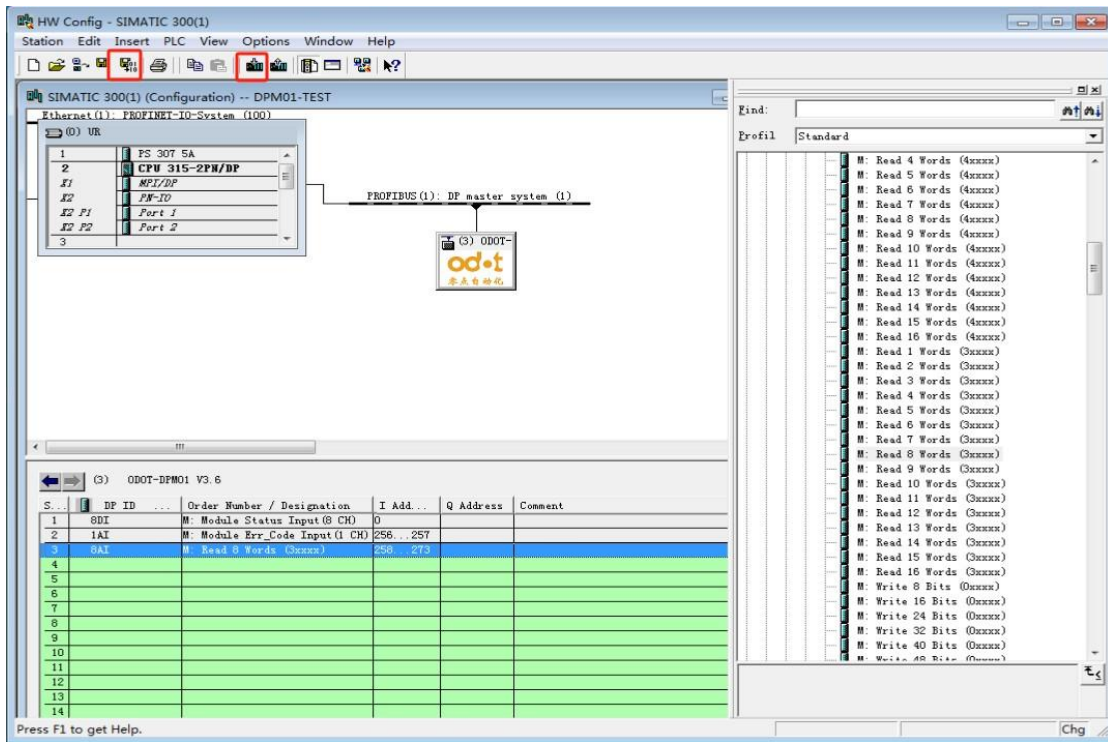 HW Config - SIMATIC 300(1)
Station Edit Insert PLC View Options Window Help
SIMATIC 300(1) (Configuration) -- DPM01-TEST
Ethernet(1): PROFINET-IO-System (100)
(0) UR
1 PS 307 5A
2 CPU 315-2PN/DP
X1 MPI/DP
X2 PN-IO
X2 P1 Port 1
X2 P2 Port 2
3
PROFIBUS(1): DP master system (1)
(3) ODOT-
odot
零点自动化
(3) ODOT-DPM01 V3.6
S... DP ID ... Order Number / Designation I Add... Q Address Comment
1 8DI M: Module Status Input(8 CH) 0
2 1AI M: Module Err_Code Input(1 CH) 256...257
3 8AI M: Read 8 Words (3xxxx) 258...273
4
5
6
7
8
9
10
11
12
13
14
Find:
Profil Standard
M: Read 4 Words (4xxxx)
M: Read 5 Words (4xxxx)
M: Read 6 Words (4xxxx)
M: Read 7 Words (4xxxx)
M: Read 8 Words (4xxxx)
M: Read 9 Words (4xxxx)
M: Read 10 Words (4xxxx)
M: Read 11 Words (4xxxx)
M: Read 12 Words (4xxxx)
M: Read 13 Words (4xxxx)
M: Read 14 Words (4xxxx)
M: Read 15 Words (4xxxx)
M: Read 16 Words (4xxxx)
M: Read 1 Words (3xxxx)
M: Read 2 Words (3xxxx)
M: Read 3 Words (3xxxx)
M: Read 4 Words (3xxxx)
M: Read 5 Words (3xxxx)
M: Read 6 Words (3xxxx)
M: Read 7 Words (3xxxx)
M: Read 8 Words (3xxxx)
M: Read 9 Words (3xxxx)
M: Read 10 Words (3xxxx)
M: Read 11 Words (3xxxx)
M: Read 12 Words (3xxxx)
M: Read 13 Words (3xxxx)
M: Read 14 Words (3xxxx)
M: Read 15 Words (3xxxx)
M: Read 16 Words (3xxxx)
M: Write 8 Bits (0xxxx)
M: Write 16 Bits (0xxxx)
M: Write 24 Bits (0xxxx)
M: Write 32 Bits (0xxxx)
M: Write 40 Bits (0xxxx)
M: Write 48 Bits (0xxxx)
Press F1 to get Help.
Chg